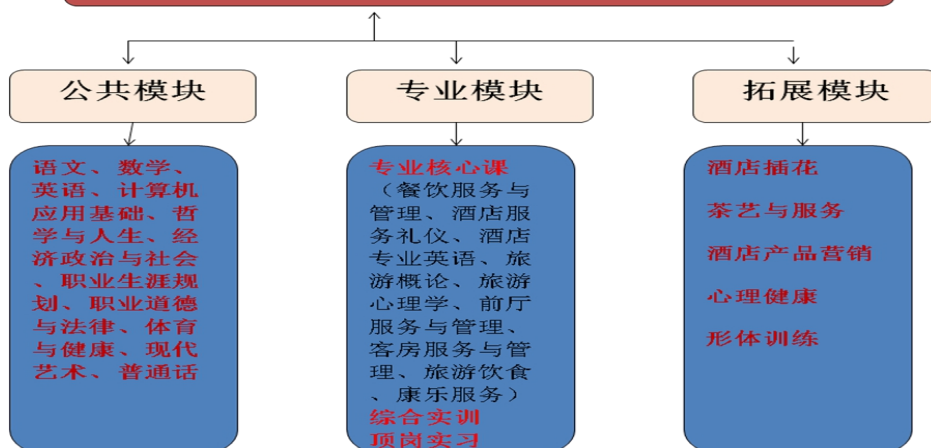 公共模块
专业模块
拓展模块
语文、数学、
英语、计算机
应用基础、哲
学与人生、经
济政治与社会
、职业生涯规
划、职业道德
与法律、体育
与健康、现代
艺术、普通话
专业核心课
（餐饮服务与
管理、酒店服
务礼仪、酒店
专业英语、旅
游概论、旅游
心理学、前厅
服务与管理、
客房服务与管
理、旅游饮食
、康乐服务）
综合实训
顶岗实习
酒店插花
茶艺与服务
酒店产品营销
心理健康
形体训练